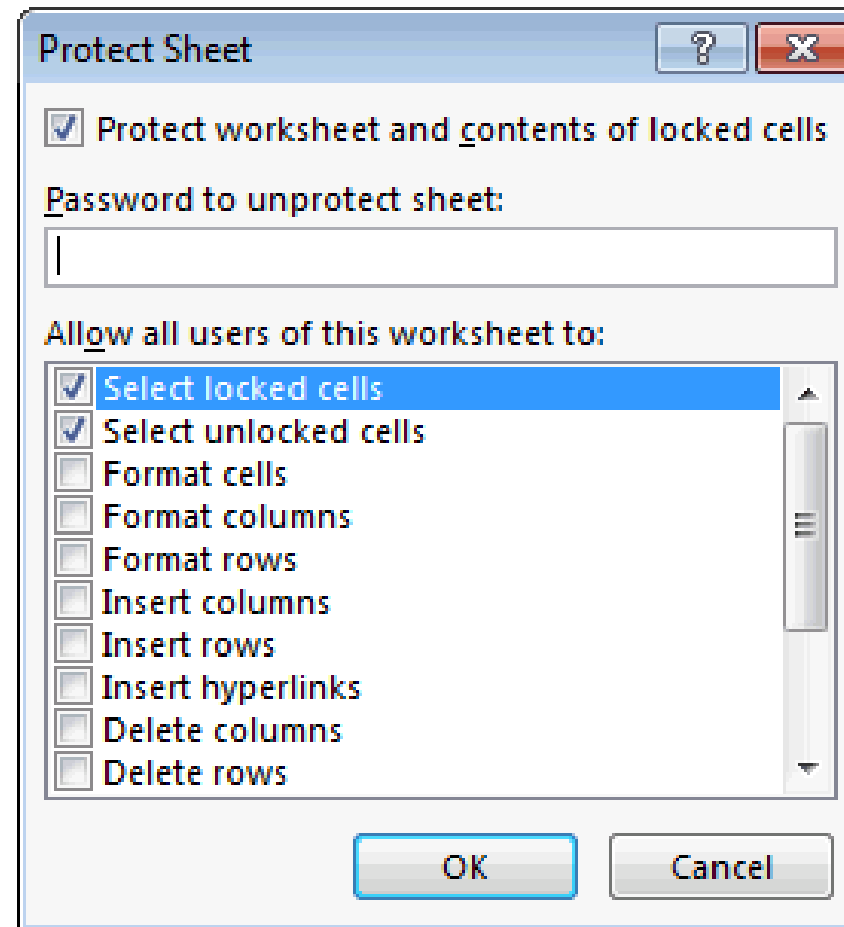 Protect Sheet
Protect worksheet and contents of locked cells
Password to unprotect sheet:
Allow all users of this worksheet to:
Select locked cells
Select unlocked cells
Format cells
Format columns
Format rows
Insert columns
Insert rows
Insert hyperlinks
Delete columns
Delete rows
OK Cancel